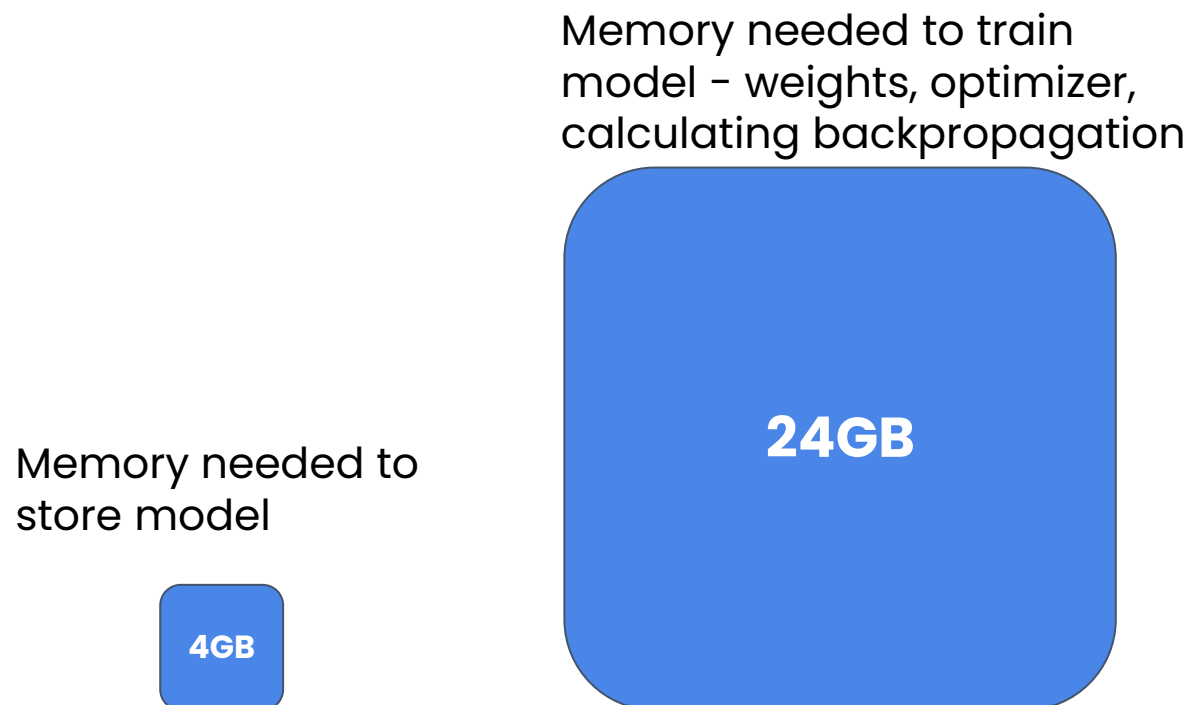 Memory needed to train
model - weights, optimizer,
calculating backpropagation
24GB
Memory needed to
store model
4GB